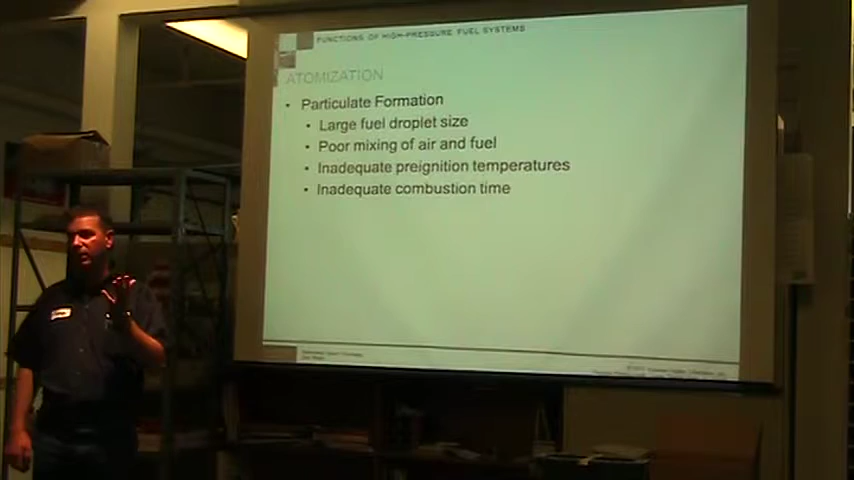 FUNCTIONS OF HIGH-PRESSURE FUEL SYSTEMS
ATOMIZATION
• Particulate Formation
• Large fuel droplet size
• Poor mixing of air and fuel
• Inadequate preignition temperatures
• Inadequate combustion time